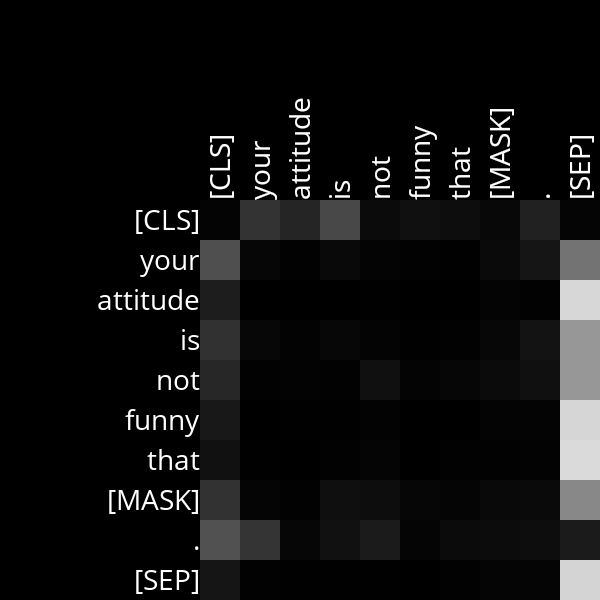 [CLS] your attitude is not funny that [MASK] . [SEP]
[CLS]
your
attitude
is
not
funny
that
[MASK]
.
[SEP]